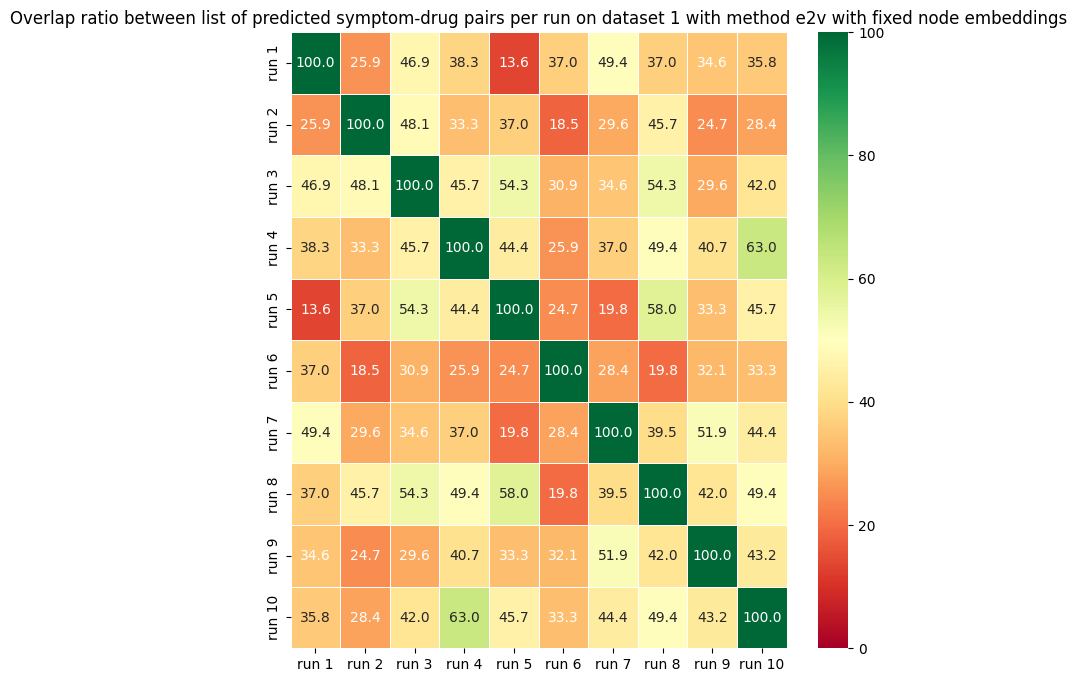 Overlap ratio between list of predicted symptom-drug pairs per run on dataset 1 with method e2v with fixed node embeddings
run 1 100.0 25.9 46.9 38.3 13.6 37.0 49.4 37.0 34.6 35.8
run 2 25.9 100.0 48.1 33.3 37.0 18.5 29.6 45.7 24.7 28.4
run 3 46.9 48.1 100.0 45.7 54.3 30.9 34.6 54.3 29.6 42.0
run 4 38.3 33.3 45.7 100.0 44.4 25.9 37.0 49.4 40.7 63.0
run 5 13.6 37.0 54.3 44.4 100.0 24.7 19.8 58.0 33.3 45.7
run 6 37.0 18.5 30.9 25.9 24.7 100.0 28.4 19.8 32.1 33.3
run 7 49.4 29.6 34.6 37.0 19.8 28.4 100.0 39.5 51.9 44.4
run 8 37.0 45.7 54.3 49.4 58.0 19.8 39.5 100.0 42.0 49.4
run 9 34.6 24.7 29.6 40.7 33.3 32.1 51.9 42.0 100.0 43.2
run 10 35.8 28.4 42.0 63.0 45.7 33.3 44.4 49.4 43.2 100.0
run 1 run 2 run 3 run 4 run 5 run 6 run 7 run 8 run 9 run 10
100
80
60
40
20
0